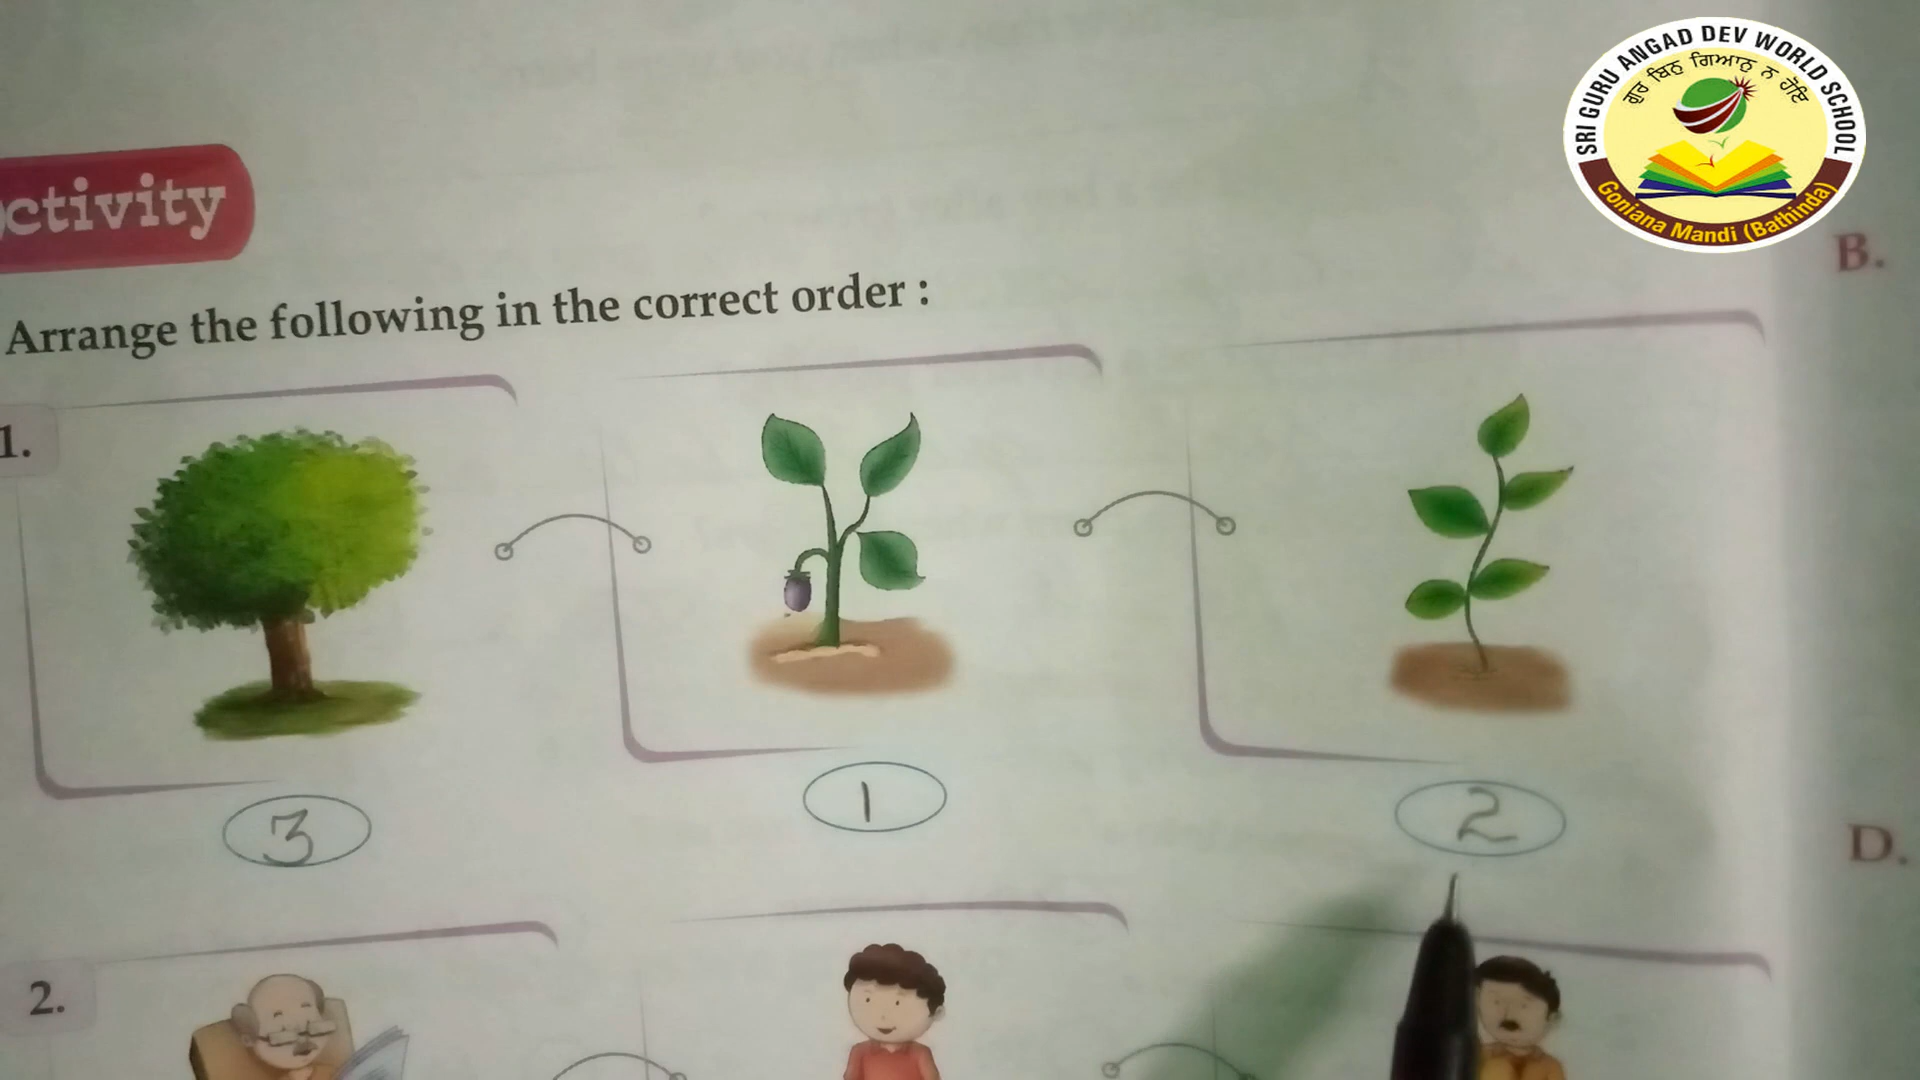 SRI GURU ANGAD DEV WORLD SCHOOL
ਗੁਰ ਬਿਨੁ ਗਿਆਨੁ ਨ ਹੋਇ
Goniana Mandi (Bathinda)
ctivity
B.
Arrange the following in the correct order :
1.
3
1
2
D.
2.